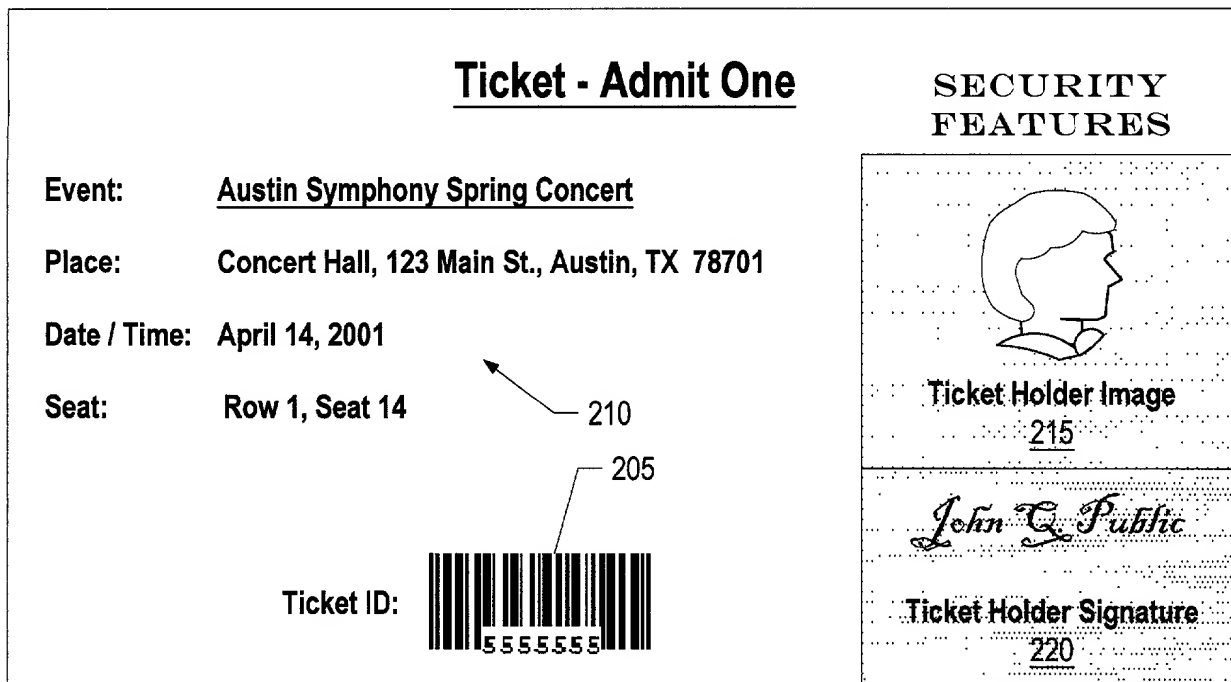 Ticket - Admit One
SECURITY
FEATURES
Event: Austin Symphony Spring Concert
Place: Concert Hall, 123 Main St., Austin, TX 78701
Date / Time: April 14, 2001
Seat: Row 1, Seat 14
210
205
Ticket ID:
5555555
Ticket Holder Image
215
John Q. Public
Ticket Holder Signature
220